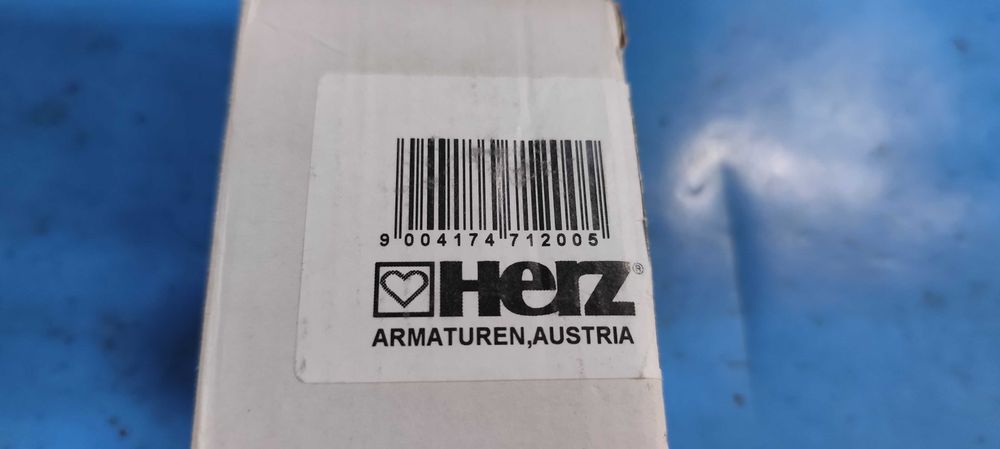 9 004174 712005
Herz®
ARMATUREN,AUSTRIA